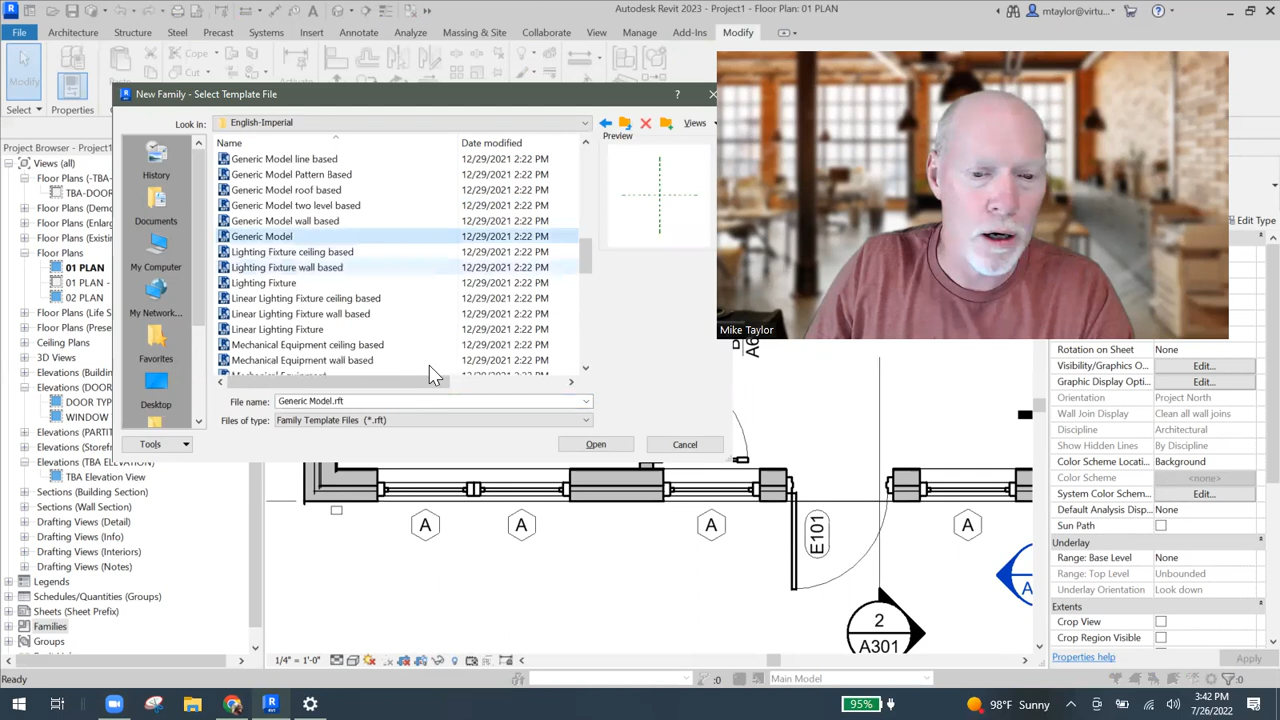 Autodesk Revit 2023 - Project1 - Floor Plan: 01 PLAN
mtaylor@virtu...
File
Architecture
Structure
Steel
Precast
Systems
Insert
Annotate
Analyze
Massing & Site
Collaborate
View
Manage
Add-Ins
Modify
Modify
Cope
Select
Properties
New Family - Select Template File
Look in:
English-Imperial
Views
Name
Date modified
Preview
Generic Model line based 12/29/2021 2:22 PM
Generic Model Pattern Based 12/29/2021 2:22 PM
Generic Model roof based 12/29/2021 2:22 PM
Generic Model two level based 12/29/2021 2:22 PM
Generic Model wall based 12/29/2021 2:22 PM
Generic Model 12/29/2021 2:22 PM
Lighting Fixture ceiling based 12/29/2021 2:22 PM
Lighting Fixture wall based 12/29/2021 2:22 PM
Lighting Fixture 12/29/2021 2:22 PM
Linear Lighting Fixture ceiling based 12/29/2021 2:22 PM
Linear Lighting Fixture wall based 12/29/2021 2:22 PM
Linear Lighting Fixture 12/29/2021 2:22 PM
Mechanical Equipment ceiling based 12/29/2021 2:22 PM
Mechanical Equipment wall based 12/29/2021 2:22 PM
History
Documents
My Computer
My Network...
Favorites
Desktop
File name:
Generic Model.rft
Files of type:
Family Template Files (*.rft)
Tools
Open
Cancel
Project Browser - Project1
Views (all)
Floor Plans (-TBA-
TBA-DOOR
Floor Plans (Demo
Floor Plans (Existin
Floor Plans
01 PLAN
01 PLAN -
02 PLAN
Floor Plans (Life S
Floor Plans (Presen
Ceiling Plans
3D Views
Elevations (Buildin
Elevations (DOOR
DOOR TYP
WINDOW
Elevations (PARTIT
Elevations (Storefr
Elevations (TBA ELEVATION)
TBA Elevation View
Sections (Building Section)
Sections (Wall Section)
Drafting Views (Detail)
Drafting Views (Info)
Drafting Views (Interiors)
Drafting Views (Notes)
Legends
Schedules/Quantities (Groups)
Sheets (Sheet Prefix)
Families
Groups
Mike Taylor
A
A
A
E101
A
2
A301
Edit Type
Rotation on Sheet None
Visibility/Graphics O... Edit...
Graphic Display Opti... Edit...
Orientation Project North
Wall Join Display Clean all wall joins
Discipline Architectural
Show Hidden Lines By Discipline
Color Scheme Locati... Background
Color Scheme <none>
System Color Schem... Edit...
Default Analysis Disp... None
Sun Path
Underlay
Range: Base Level None
Range: Top Level Unbounded
Underlay Orientation Look down
Extents
Crop View
Crop Region Visible
Properties help
Apply
1/4" = 1'-0"
Ready
:0
Main Model
:0
95%
98°F Sunny
3:42 PM
7/26/2022